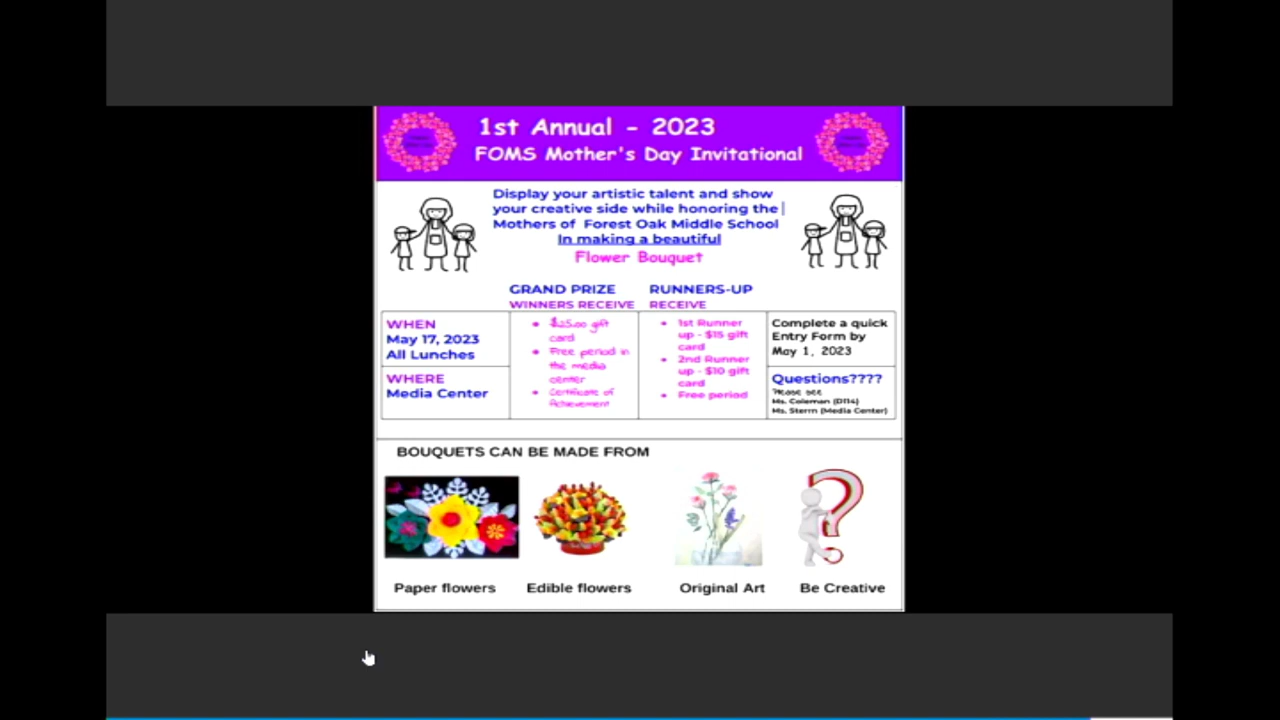 1st Annual - 2023
FOMS Mother's Day Invitational
Display your artistic talent and show
your creative side while honoring the
Mothers of Forest Oak Middle School
In making a beautiful
Flower Bouquet
GRAND PRIZE
WINNERS RECEIVE
RUNNERS-UP
RECEIVE
WHEN
May 17, 2023
All Lunches
WHERE
Media Center
$25.00 gift
card
Free period in
the media
center
Certificate of
Achievement
1st Runner
up - $15 gift
card
2nd Runner
up - $10 gift
card
Free period
Complete a quick
Entry Form by
May 1, 2023
Questions????
Please see
Ms. Coleman (D114)
Ms. Sterrn (Media Center)
BOUQUETS CAN BE MADE FROM
Paper flowers
Edible flowers
Original Art
Be Creative